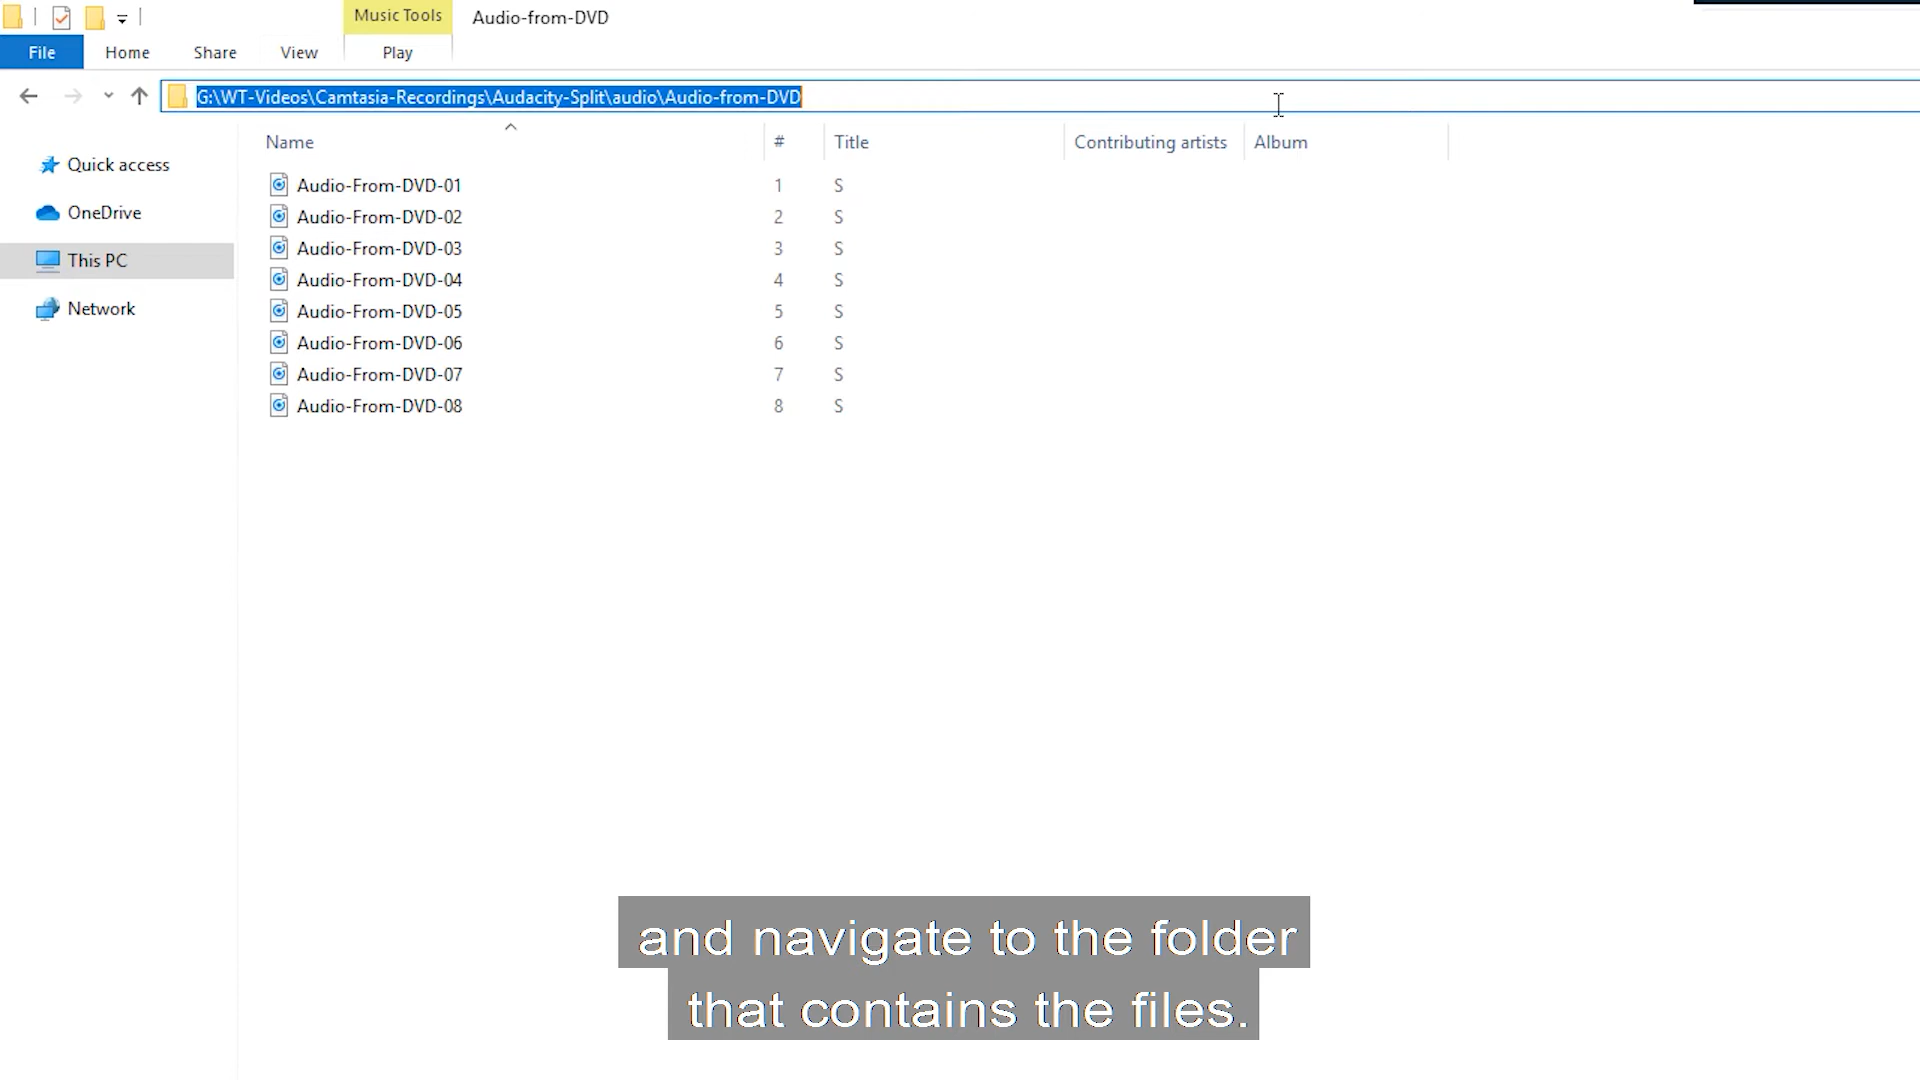 Music Tools
Audio-from-DVD
File
Home
Share
View
Play
G:\WT-Videos\Camtasia-Recordings\Audacity-Split\audio\Audio-from-DVD
Name
#
Title
Contributing artists
Album
Quick access
OneDrive
This PC
Network
Audio-From-DVD-01 1 S
Audio-From-DVD-02 2 S
Audio-From-DVD-03 3 S
Audio-From-DVD-04 4 S
Audio-From-DVD-05 5 S
Audio-From-DVD-06 6 S
Audio-From-DVD-07 7 S
Audio-From-DVD-08 8 S
and navigate to the folder
that contains the files.